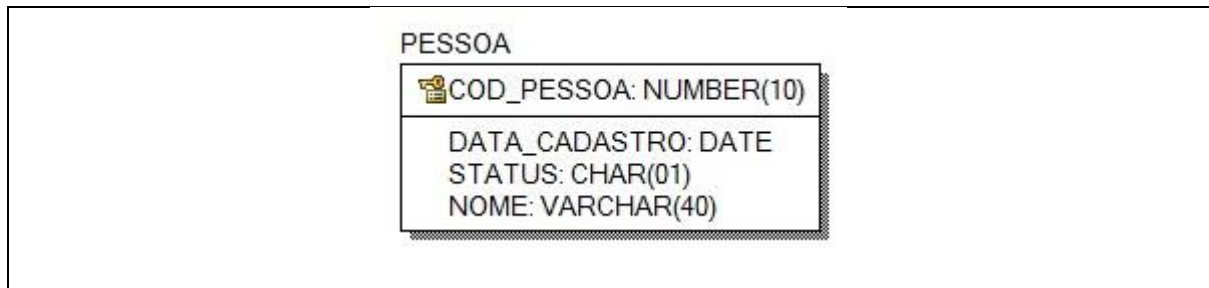 PESSOA
COD_PESSOA: NUMBER(10)
DATA_CADASTRO: DATE
STATUS: CHAR(01)
NOME: VARCHAR(40)